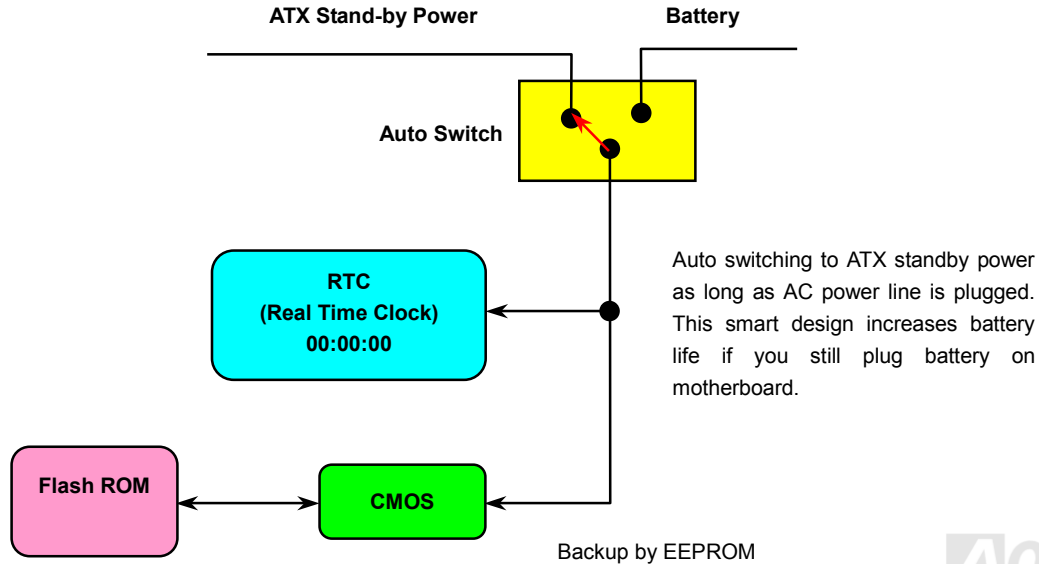 ATX Stand-by Power
Battery
Auto Switch
RTC
(Real Time Clock)
00:00:00
Auto switching to ATX standby power
as long as AC power line is plugged.
This smart design increases battery
life if you still plug battery on
motherboard.
Flash ROM
CMOS
Backup by EEPROM